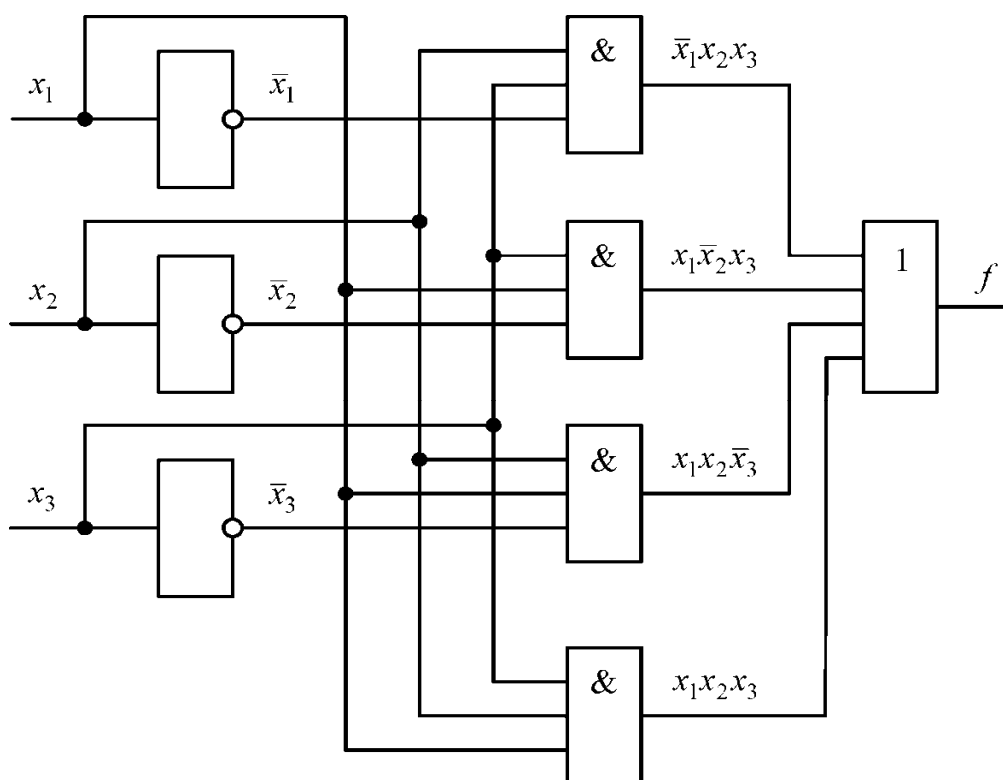 &
x̄₁x₂x₃
x₁
x̄₁
&
x₁x̄₂x₃
1
f
x₂
x̄₂
&
x₁x₂x̄₃
x₃
x̄₃
&
x₁x₂x₃